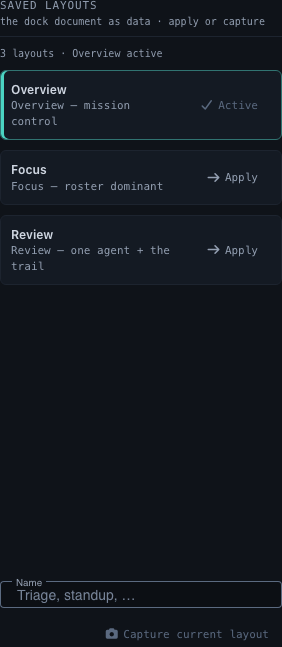 SAVED LAYOUTS
the dock document as data · apply or capture
3 layouts · Overview active
Overview
Overview — mission
control
Active
Focus
Focus — roster dominant
Apply
Review
Review — one agent + the
trail
Apply
Name
Triage, standup, …
Capture current layout